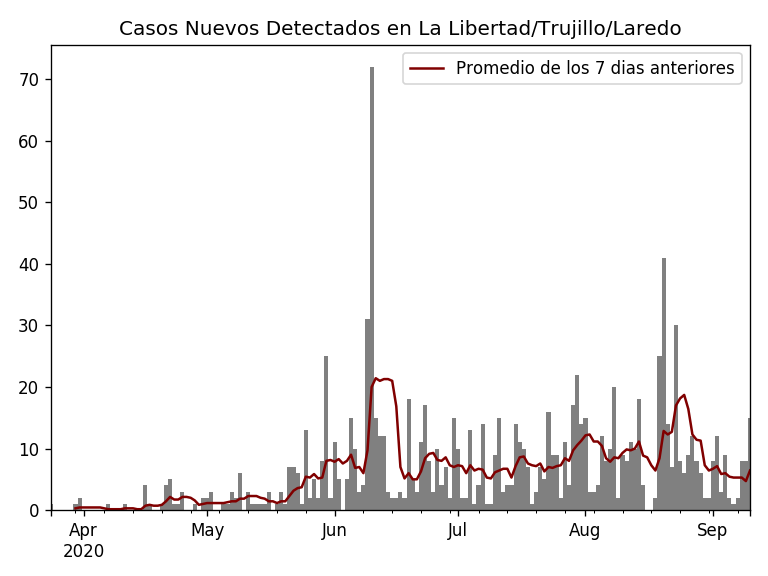 Casos Nuevos Detectados en La Libertad/Trujillo/Laredo
Promedio de los 7 dias anteriores
70
60
50
40
30
20
10
0
Apr
2020
May
Jun
Jul
Aug
Sep